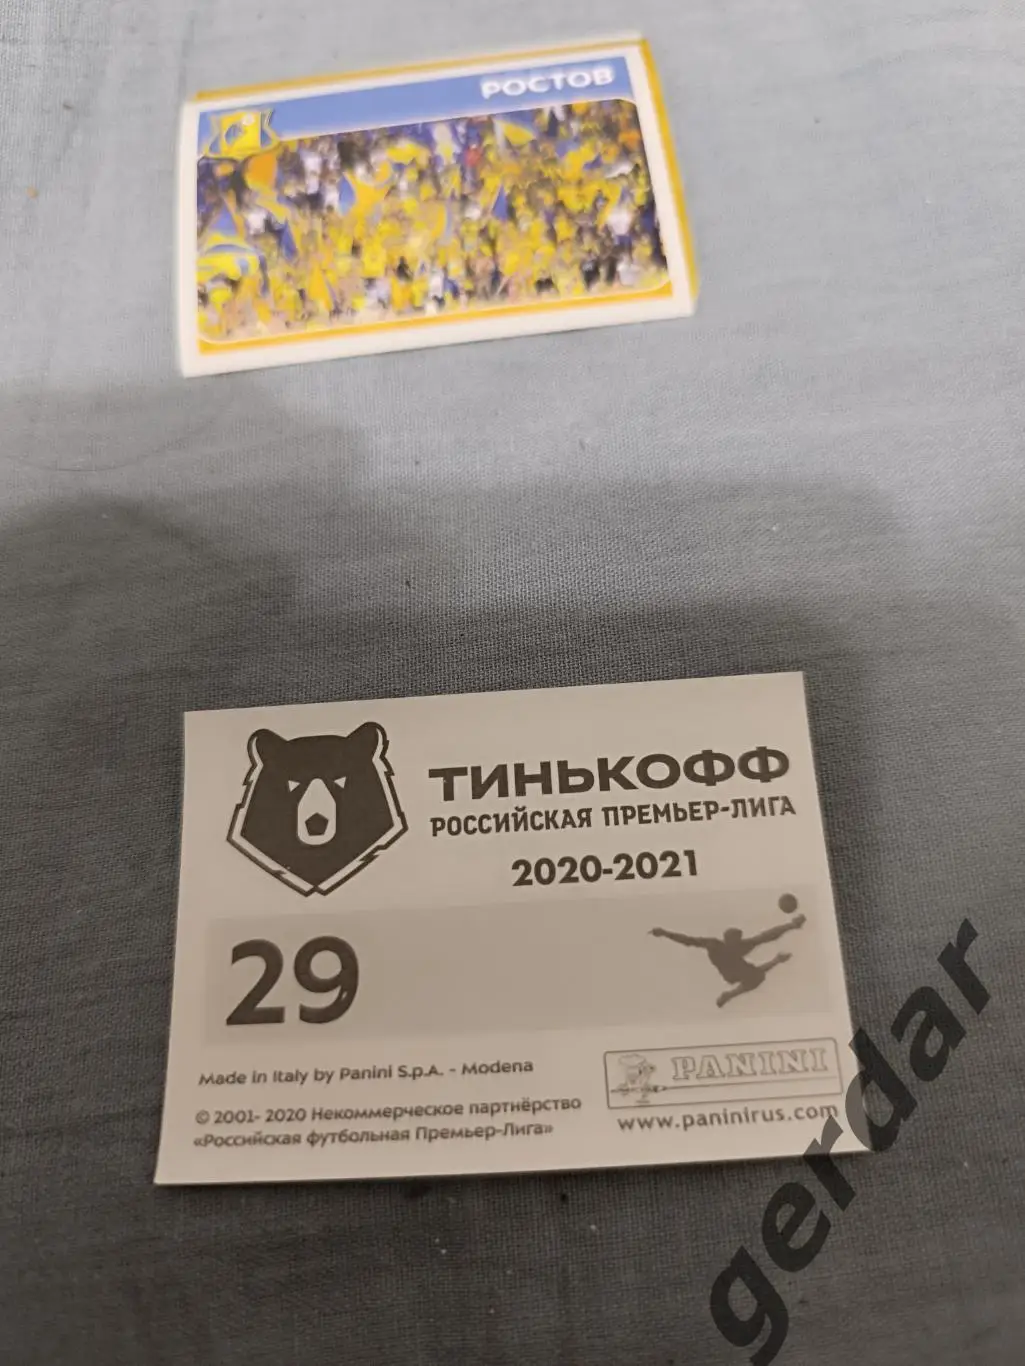 РОСТОВ
ТИНЬКОФФ
РОССИЙСКАЯ ПРЕМЬЕР-ЛИГА
2020-2021
29
Made in Italy by Panini S.p.A. - Modena
PANINI
© 2001- 2020 Некоммерческое партнёрство
«Российская футбольная Премьер-Лига»
www.paninirus.com
gerdar